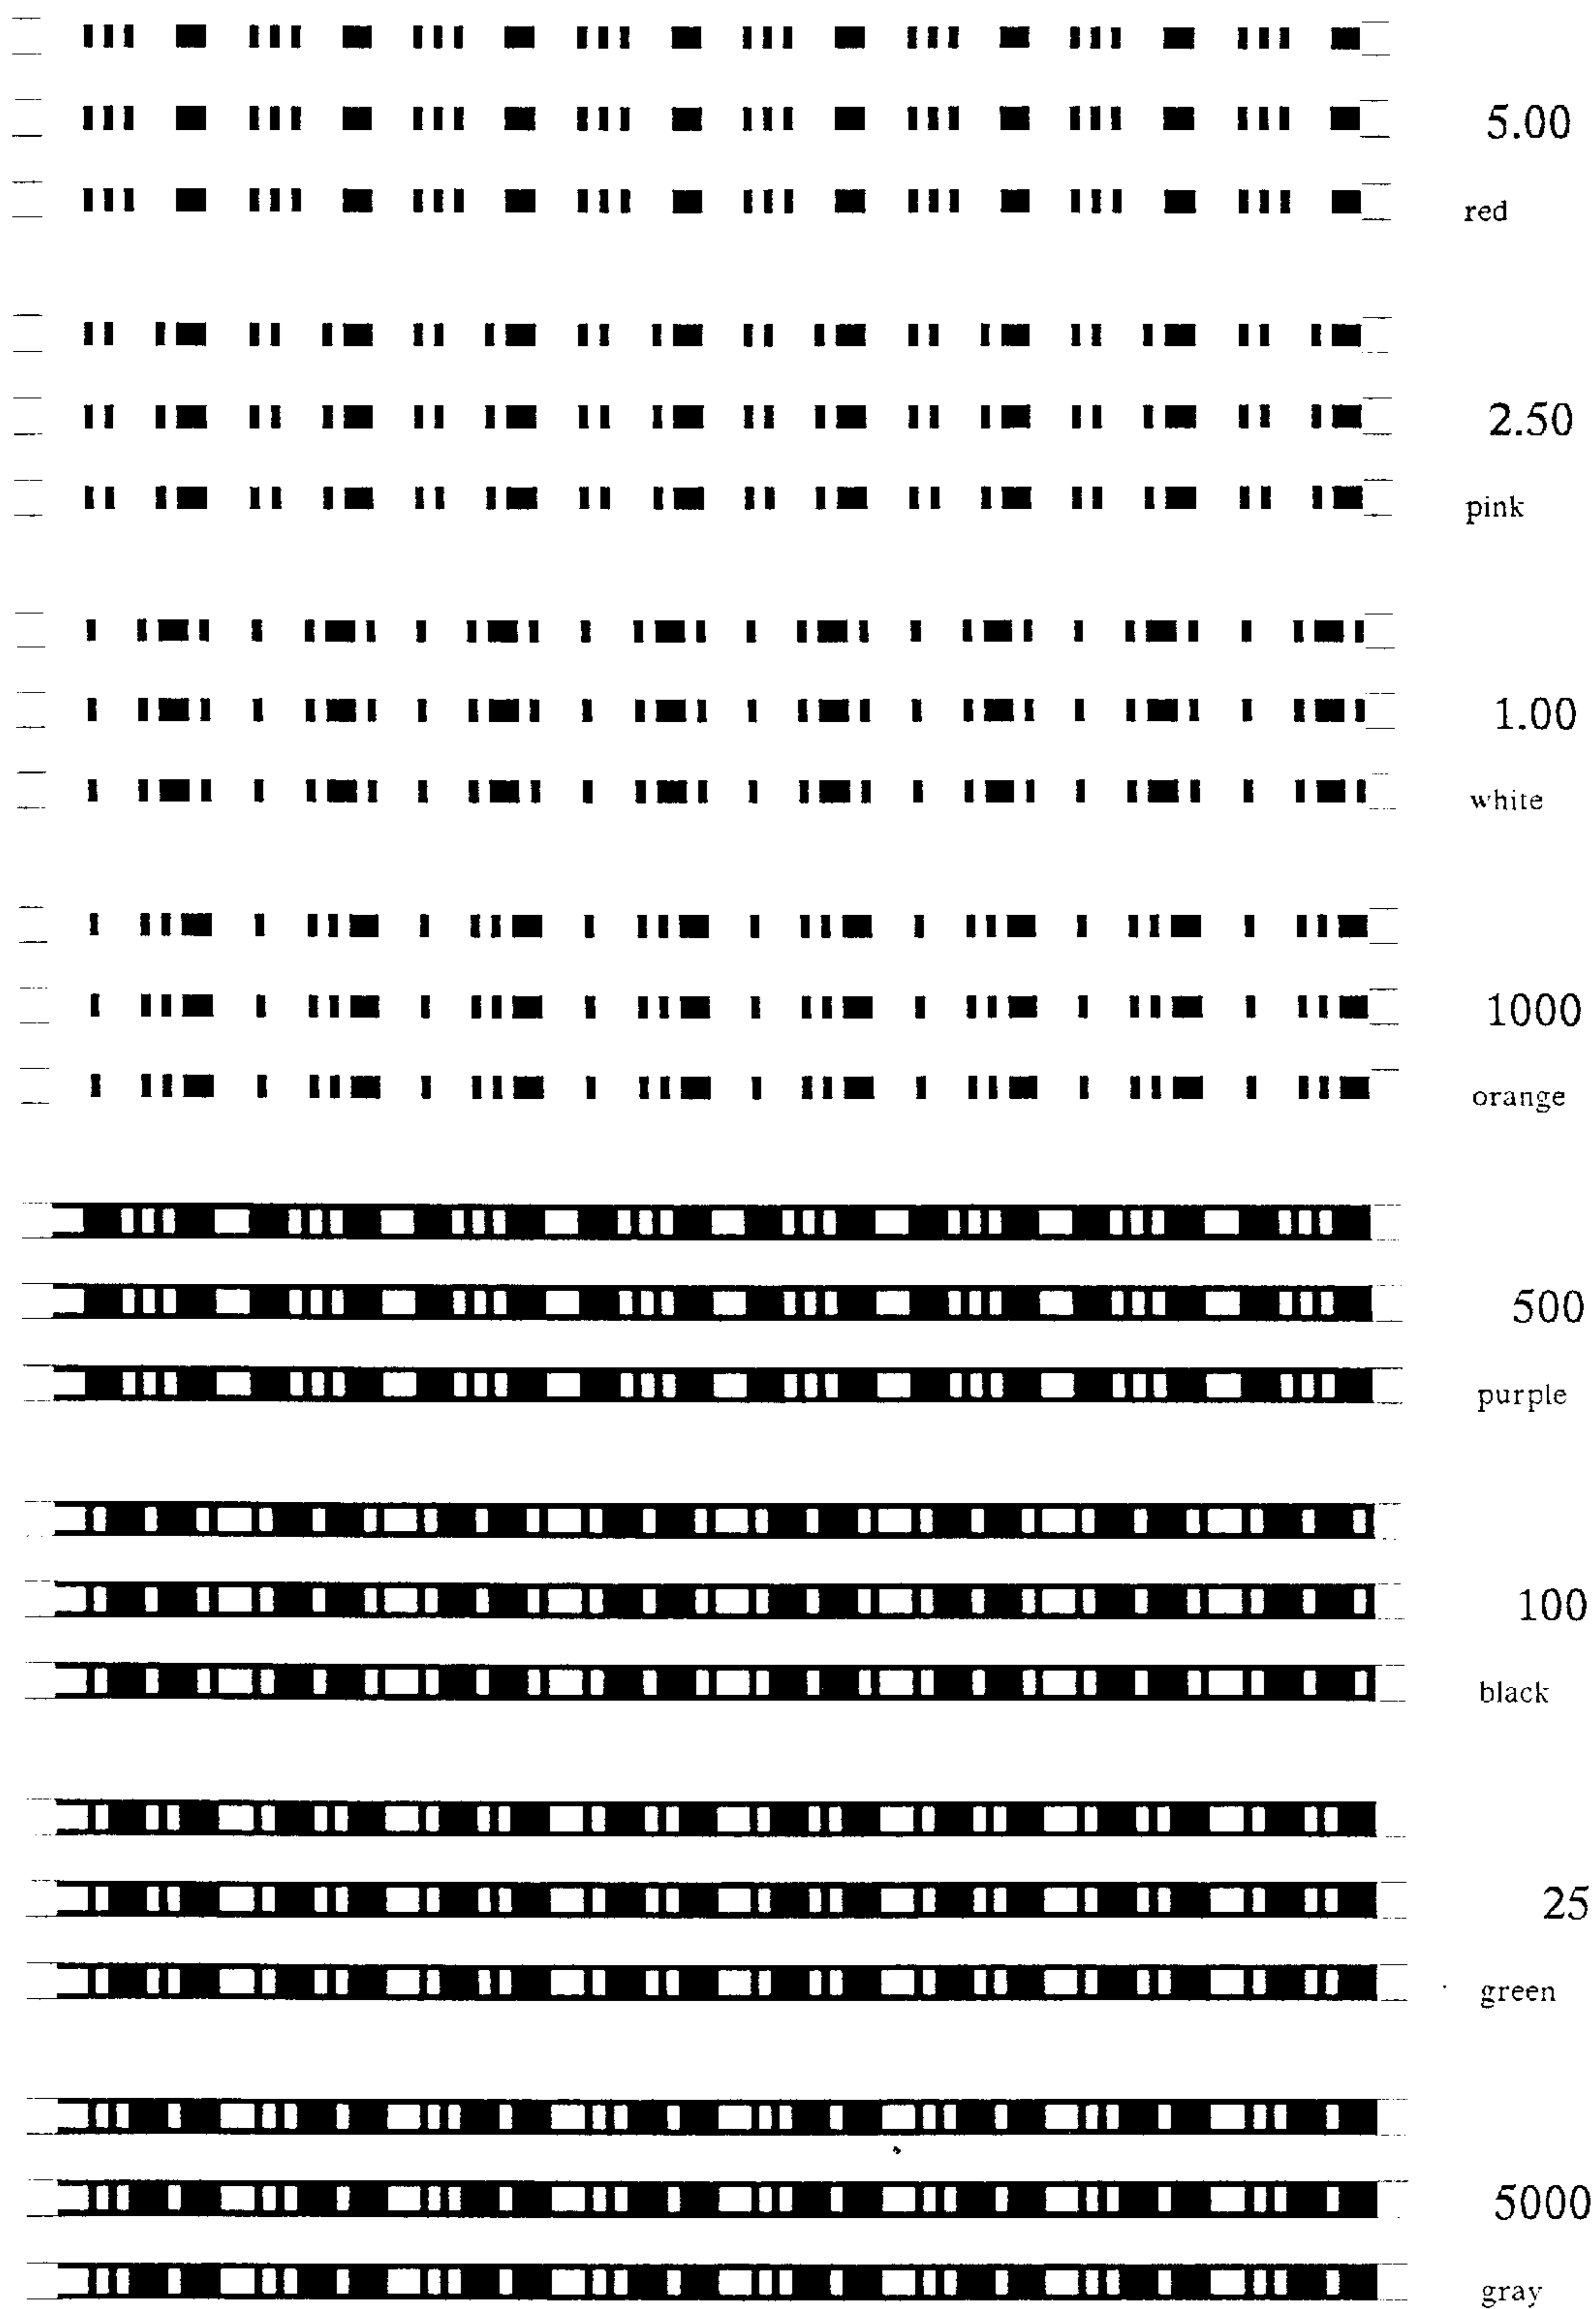 5.00
red
2.50
pink
1.00
white
1000
orange
500
purple
100
black
25
green
5000
gray